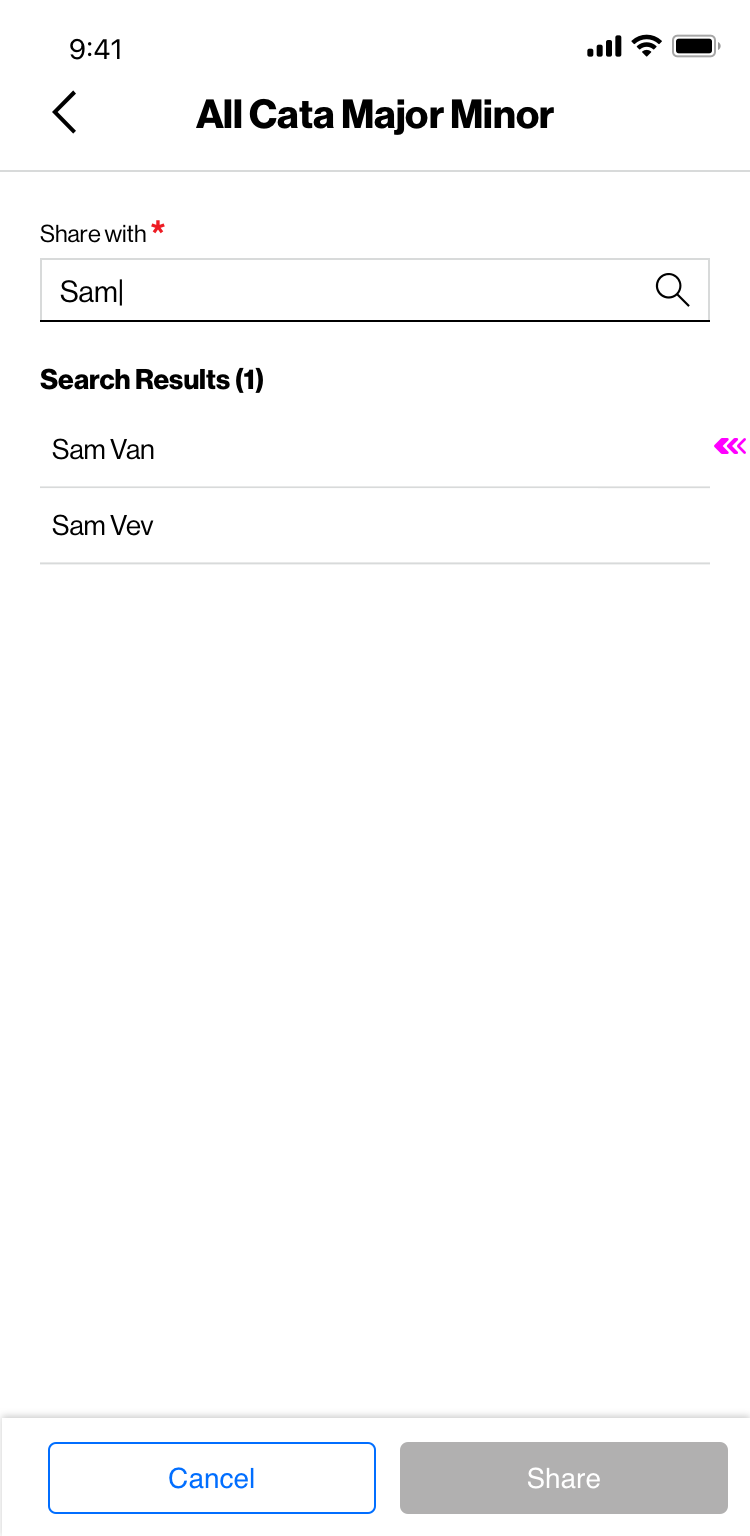 9:41
All Cata Major Minor
Share with *
Sam
Search Results (1)
Sam Van
Sam Vev
Cancel
Share